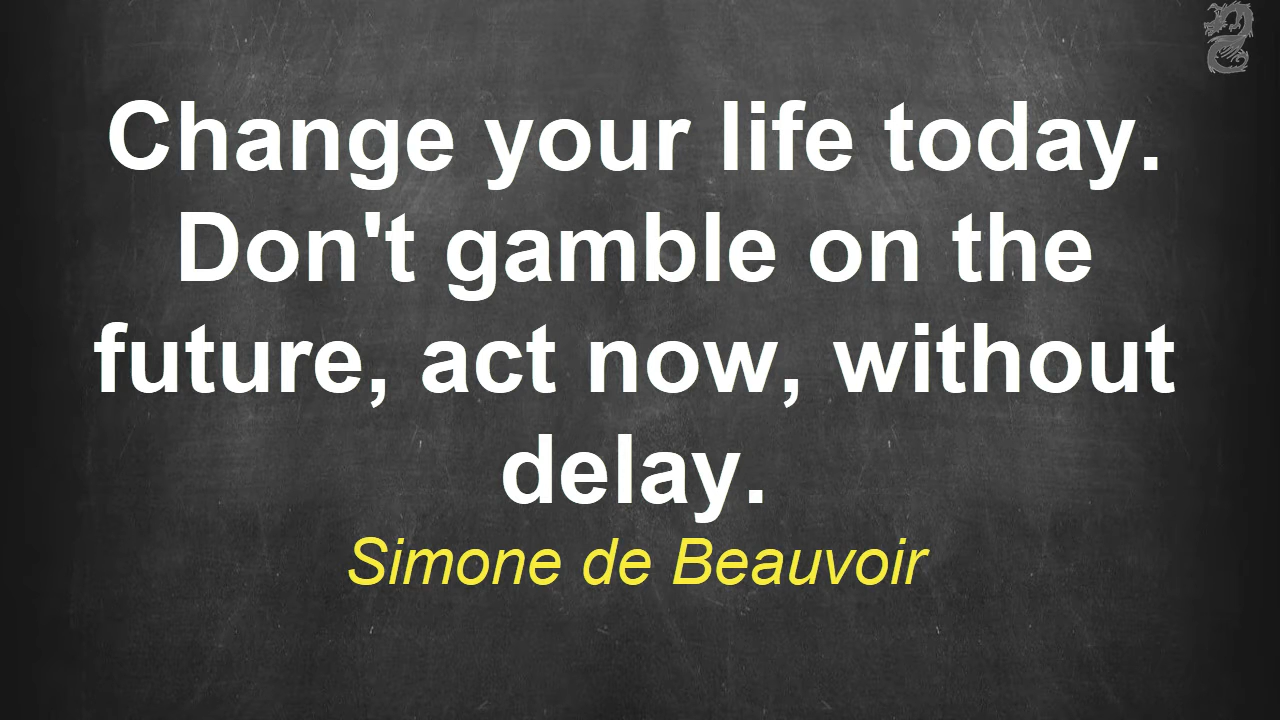 Change your life today.
Don't gamble on the
future, act now, without
delay.
Simone de Beauvoir